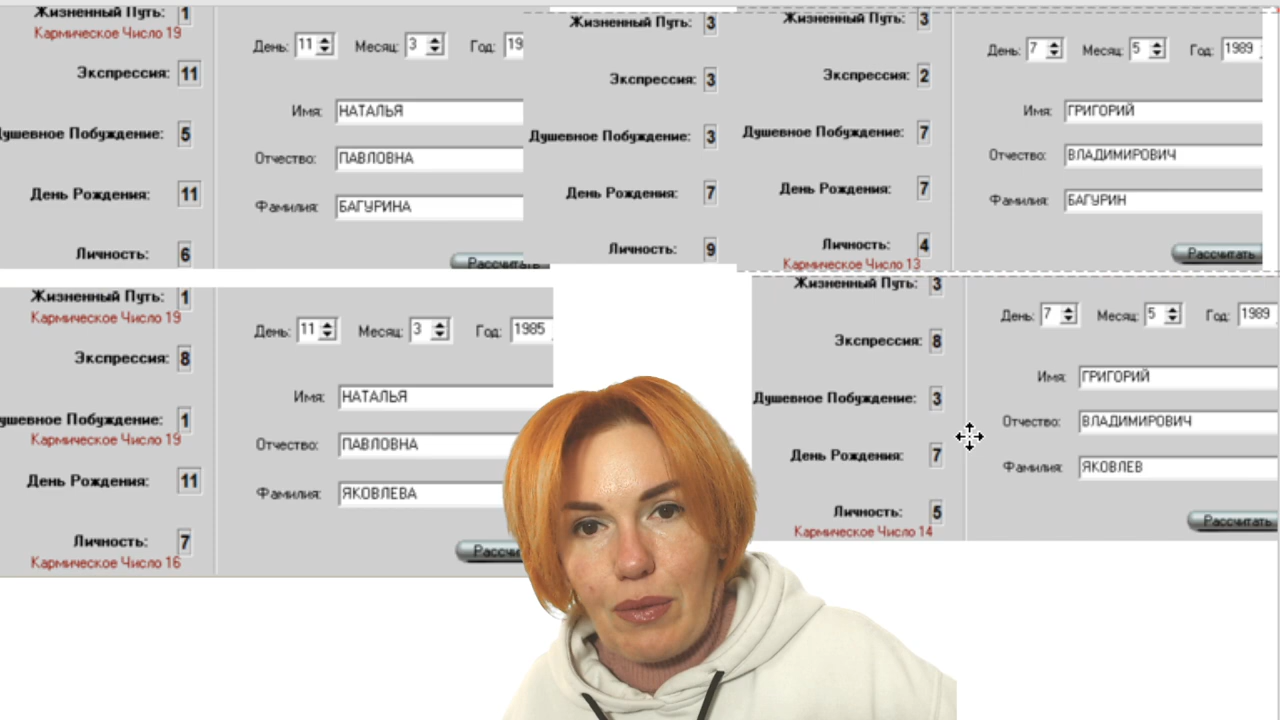 Жизненный Путь: 1
Кармическое Число 19
Экспрессия: 11
Душевное Побуждение: 5
День Рождения: 11
Личность: 6
День: 11 Месяц: 3 Год: 19
Имя: НАТАЛЬЯ
Отчество: ПАВЛОВНА
Фамилия: БАГУРИНА
Рассчитать
Жизненный Путь: 3
Экспрессия: 3
Душевное Побуждение: 3
День Рождения: 7
Личность: 9
Жизненный Путь: 3
Экспрессия: 2
Душевное Побуждение: 7
День Рождения: 7
Личность: 4
Кармическое Число 13
День: 7 Месяц: 5 Год: 1989
Имя: ГРИГОРИЙ
Отчество: ВЛАДИМИРОВИЧ
Фамилия: БАГУРИН
Рассчитать
Жизненный Путь: 1
Кармическое Число 19
Экспрессия: 8
ушевное Побуждение: 1
Кармическое Число 19
День Рождения: 11
Личность: 7
Кармическое Число 16
День: 11 Месяц: 3 Год: 1985
Имя: НАТАЛЬЯ
Отчество: ПАВЛОВНА
Фамилия: ЯКОВЛЕВА
Рассчи
Жизненный Путь: 3
Экспрессия: 8
Душевное Побуждение: 3
День Рождения: 7
Личность: 5
Кармическое Число 14
День: 7 Месяц: 5 Год: 1989
Имя: ГРИГОРИЙ
Отчество: ВЛАДИМИРОВИЧ
Фамилия: ЯКОВЛЕВ
Рассчитать